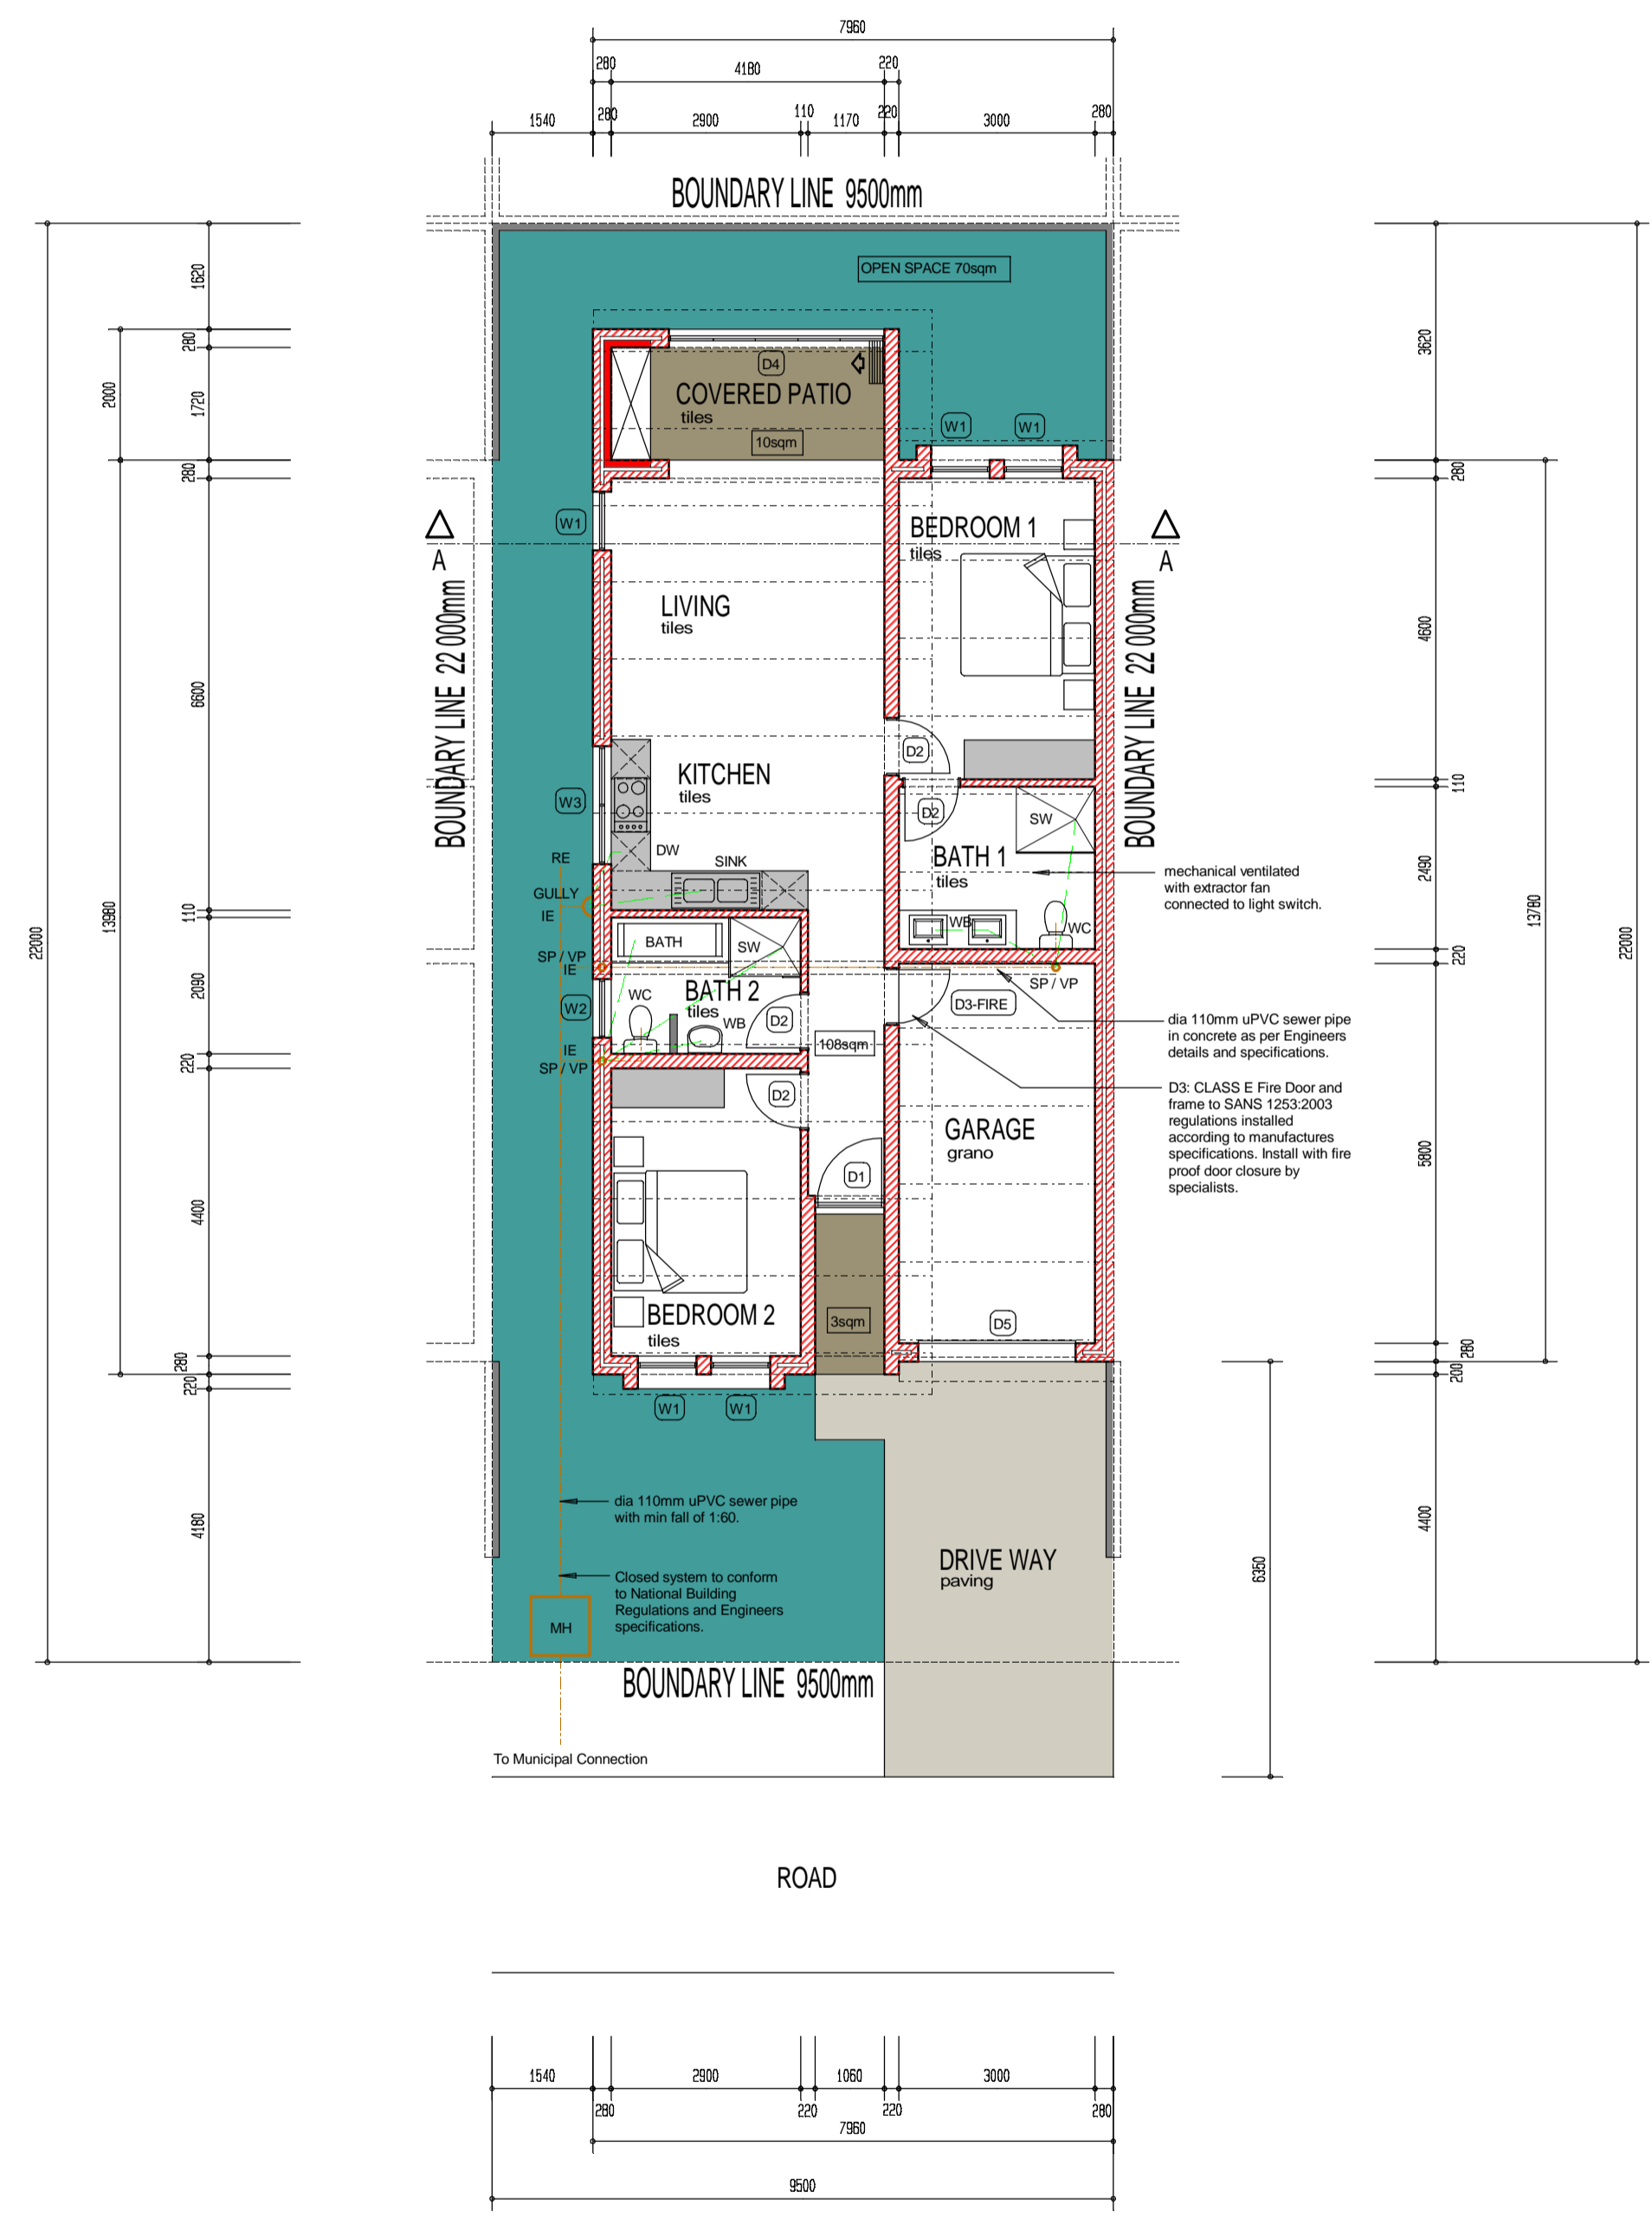 7960
280
4180
220
1540
280
2900
110
1170
220
3000
280
BOUNDARY LINE 9500mm
OPEN SPACE 70sqm
D4
COVERED PATIO
tiles
10sqm
W1
W1
W1
A
A
BEDROOM 1
tiles
LIVING
tiles
BOUNDARY LINE 22 000mm
BOUNDARY LINE 22 000mm
D2
KITCHEN
tiles
W3
D2
SW
RE
DW
SINK
BATH 1
tiles
mechanical ventilated
with extractor fan
connected to light switch.
GULLY
IE
WB
WC
BATH
SW
SP / VP
IE
SP / VP
WC
BATH 2
tiles
W2
WB
D2
D3-FIRE
dia 110mm uPVC sewer pipe
in concrete as per Engineers
details and specifications.
108sqm
IE
SP / VP
D2
D3: CLASS E Fire Door and
frame to SANS 1253:2003
regulations installed
according to manufactures
specifications. Install with fire
proof door closure by
specialists.
GARAGE
grano
D1
BEDROOM 2
tiles
3sqm
D5
W1
W1
dia 110mm uPVC sewer pipe
with min fall of 1:60.
DRIVE WAY
paving
Closed system to conform
to National Building
Regulations and Engineers
specifications.
MH
BOUNDARY LINE 9500mm
To Municipal Connection
ROAD
22000
2000
13980
1620
280
1720
280
6600
110
2090
220
4400
280
220
4180
3620
280
4600
110
2490
220
5800
280
200
4400
13780
6350
22000
1540
2900
1060
3000
280
220
220
280
7960
9500